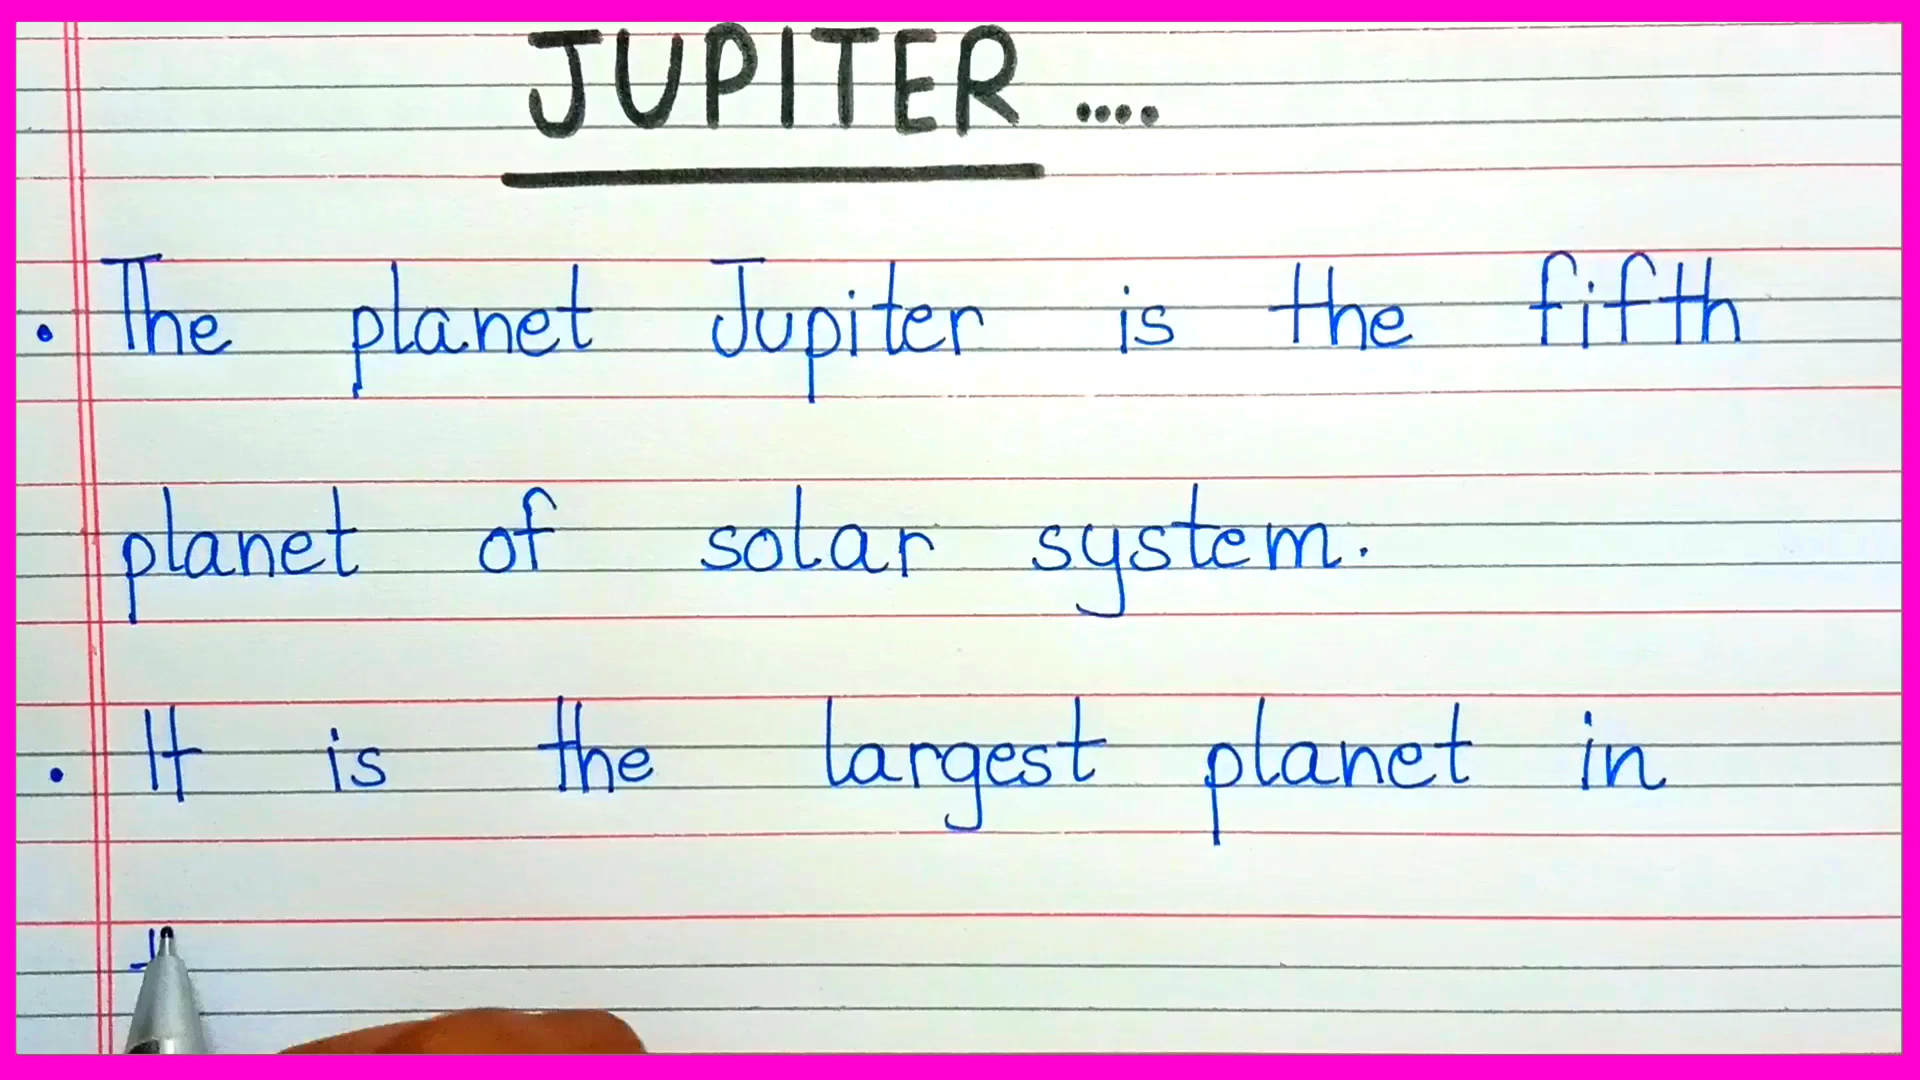 JUPITER ....
• The planet Jupiter is the fifth
planet of solar system.
• It is the largest planet in